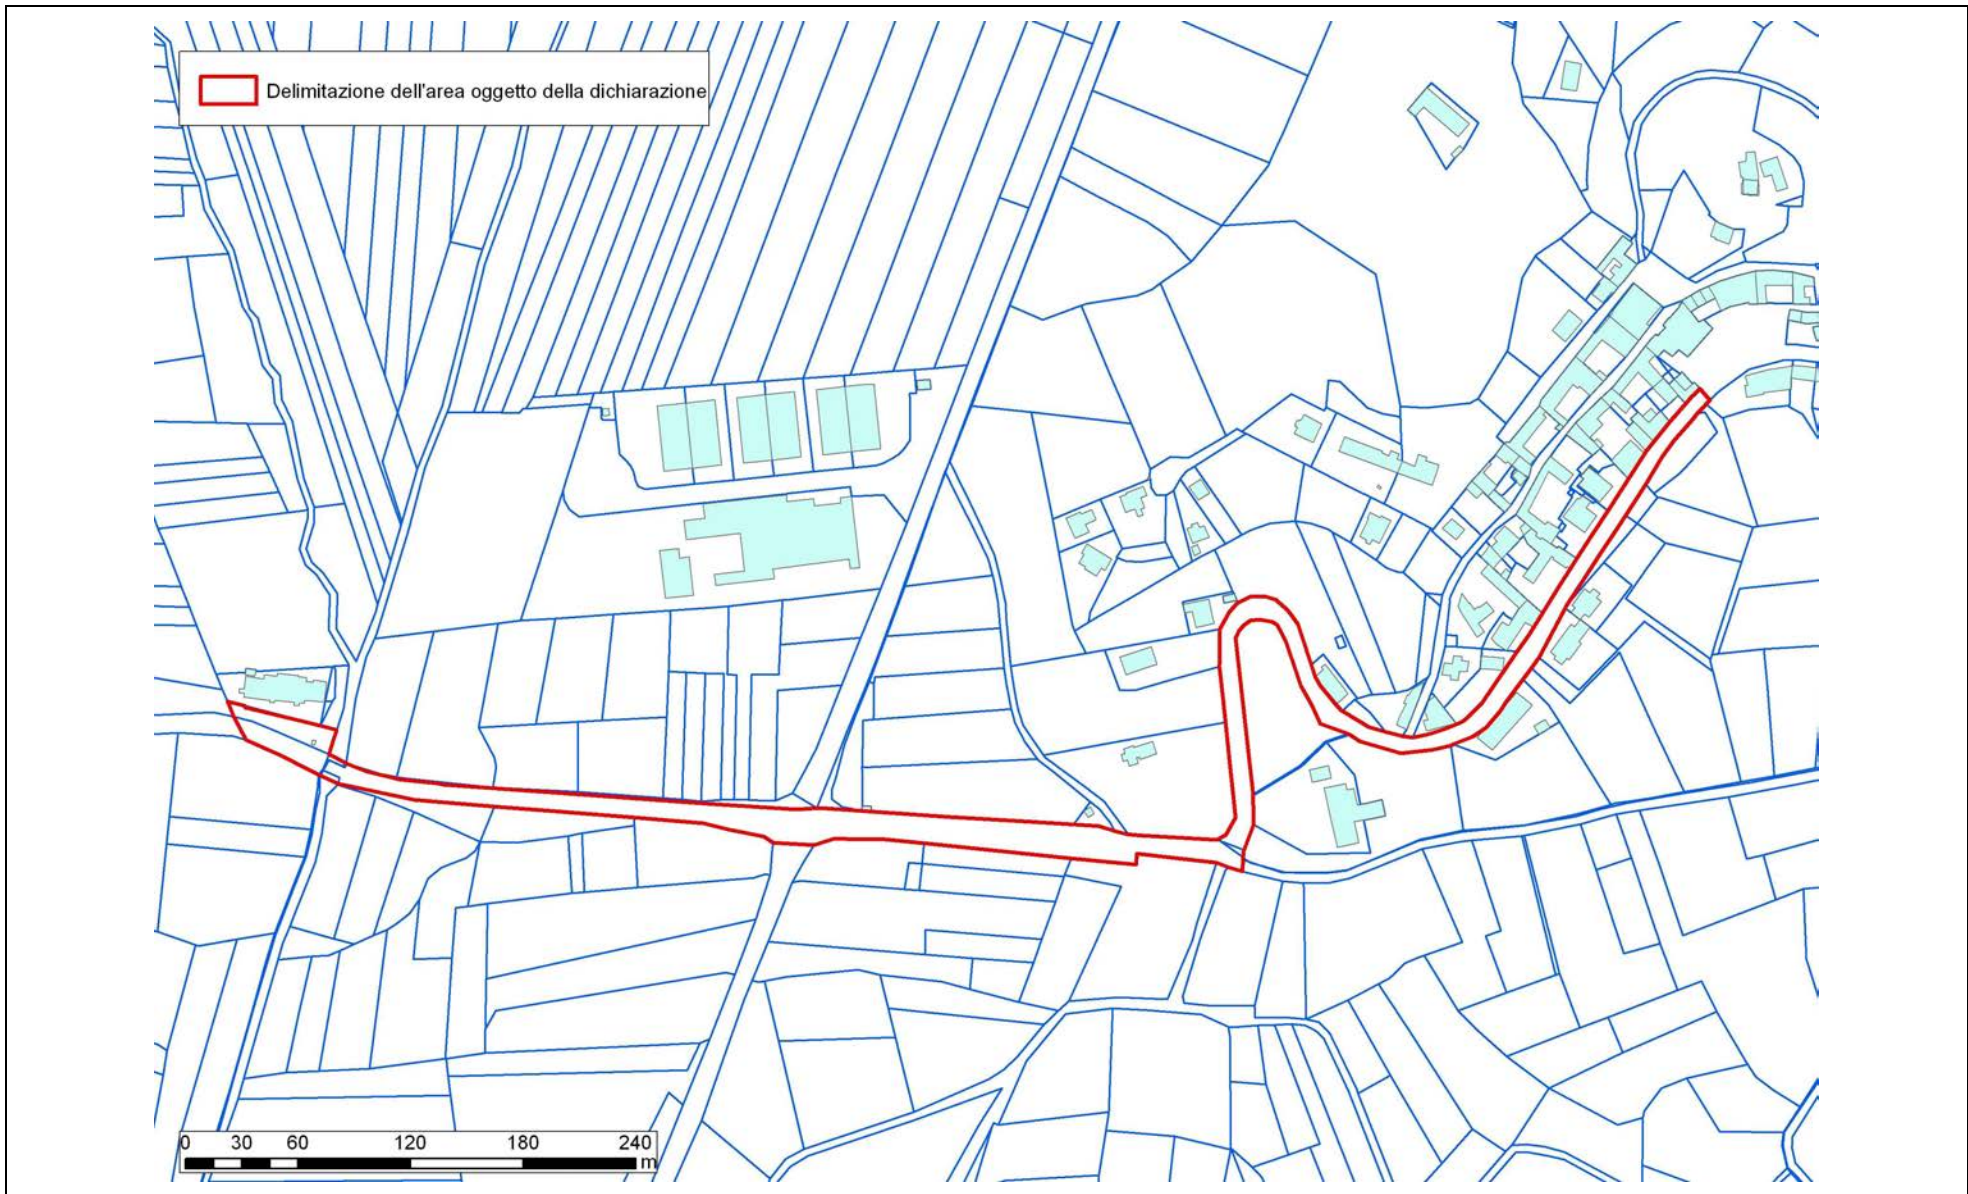 Delimitazione dell'area oggetto della dichiarazione
0 30 60 120 180 240
m